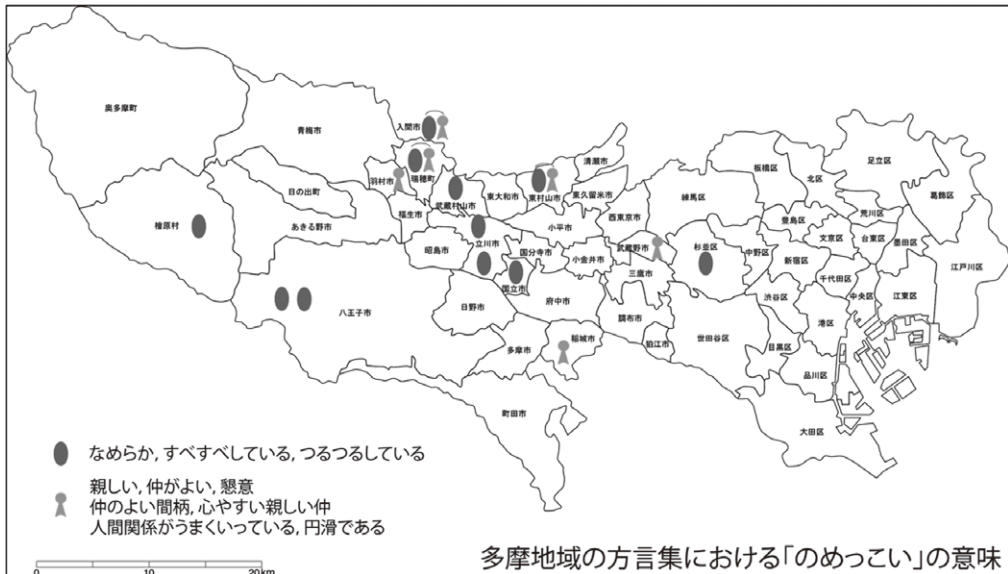 奥多摩町
青梅市
入間市
瑞穂町
羽村市
日の出町
檜原村
あきる野市
福生市
武蔵村山市
東大和市
東村山市
清瀬市
東久留米市
西東京市
昭島市
立川市
国分寺市
小平市
小金井市
武蔵野市
国立市
三鷹市
八王子市
日野市
府中市
調布市
狛江市
多摩市
稲城市
町田市
練馬区
板橋区
北区
足立区
葛飾区
荒川区
豊島区
文京区
台東区
墨田区
江戸川区
杉並区
中野区
新宿区
千代田区
中央区
江東区
渋谷区
港区
世田谷区
目黒区
品川区
大田区
なめらか, すべすべしている, つるつるしている
親しい, 仲がよい, 懇意
仲のよい間柄, 心やすい親しい仲
人間関係がうまくいっている, 円滑である
0 10 20km
多摩地域の方言集における「のめっこい」の意味